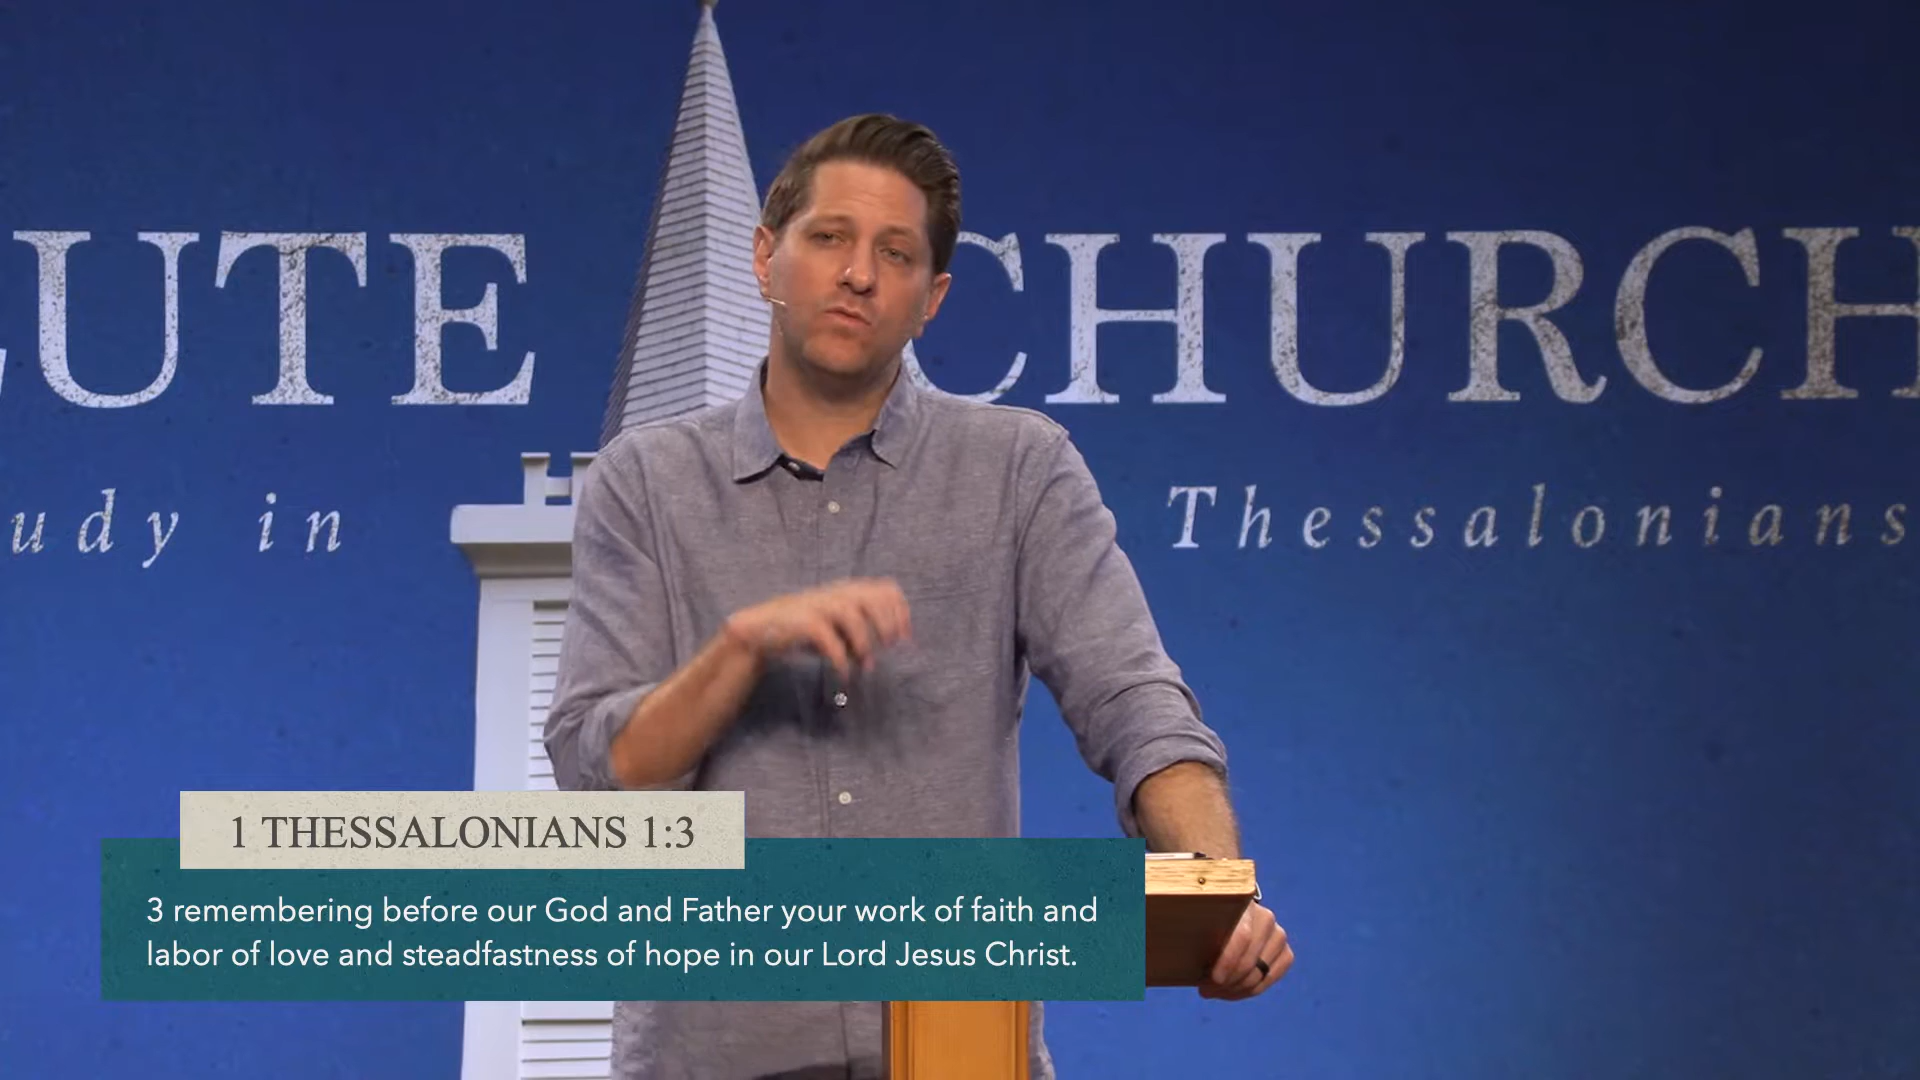 UTE CHURCH
udy in Thessalonians
1 THESSALONIANS 1:3
3 remembering before our God and Father your work of faith and
labor of love and steadfastness of hope in our Lord Jesus Christ.